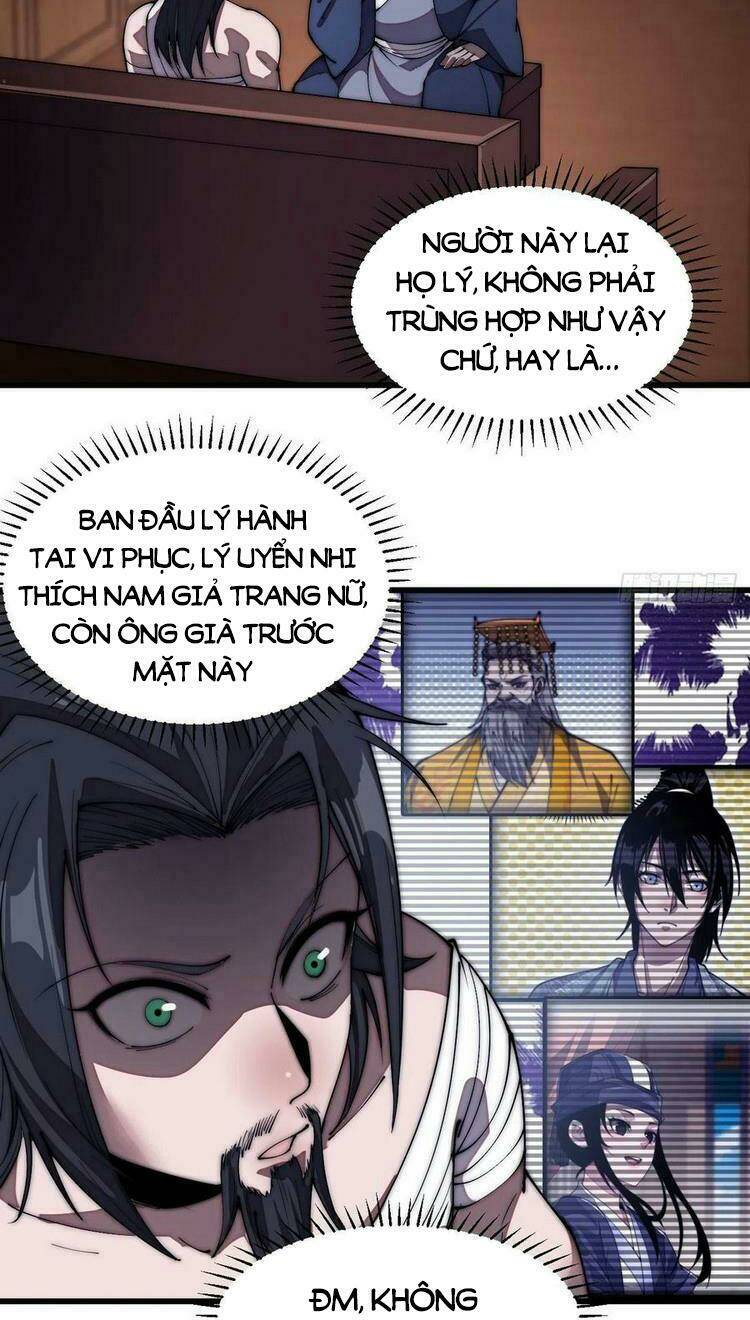 NGƯỜI NÀY LẠI
HỌ LÝ, KHÔNG PHẢI
TRÙNG HỢP NHƯ VẬY
CHỨ, HAY LÀ...
BAN ĐẦU LÝ HÀNH
TAI VI PHỤC, LÝ UYỂN NHI
THÍCH NAM GIẢ TRANG NỮ,
CÒN ÔNG GIÀ TRƯỚC
MẶT NÀY
ĐM, KHÔNG